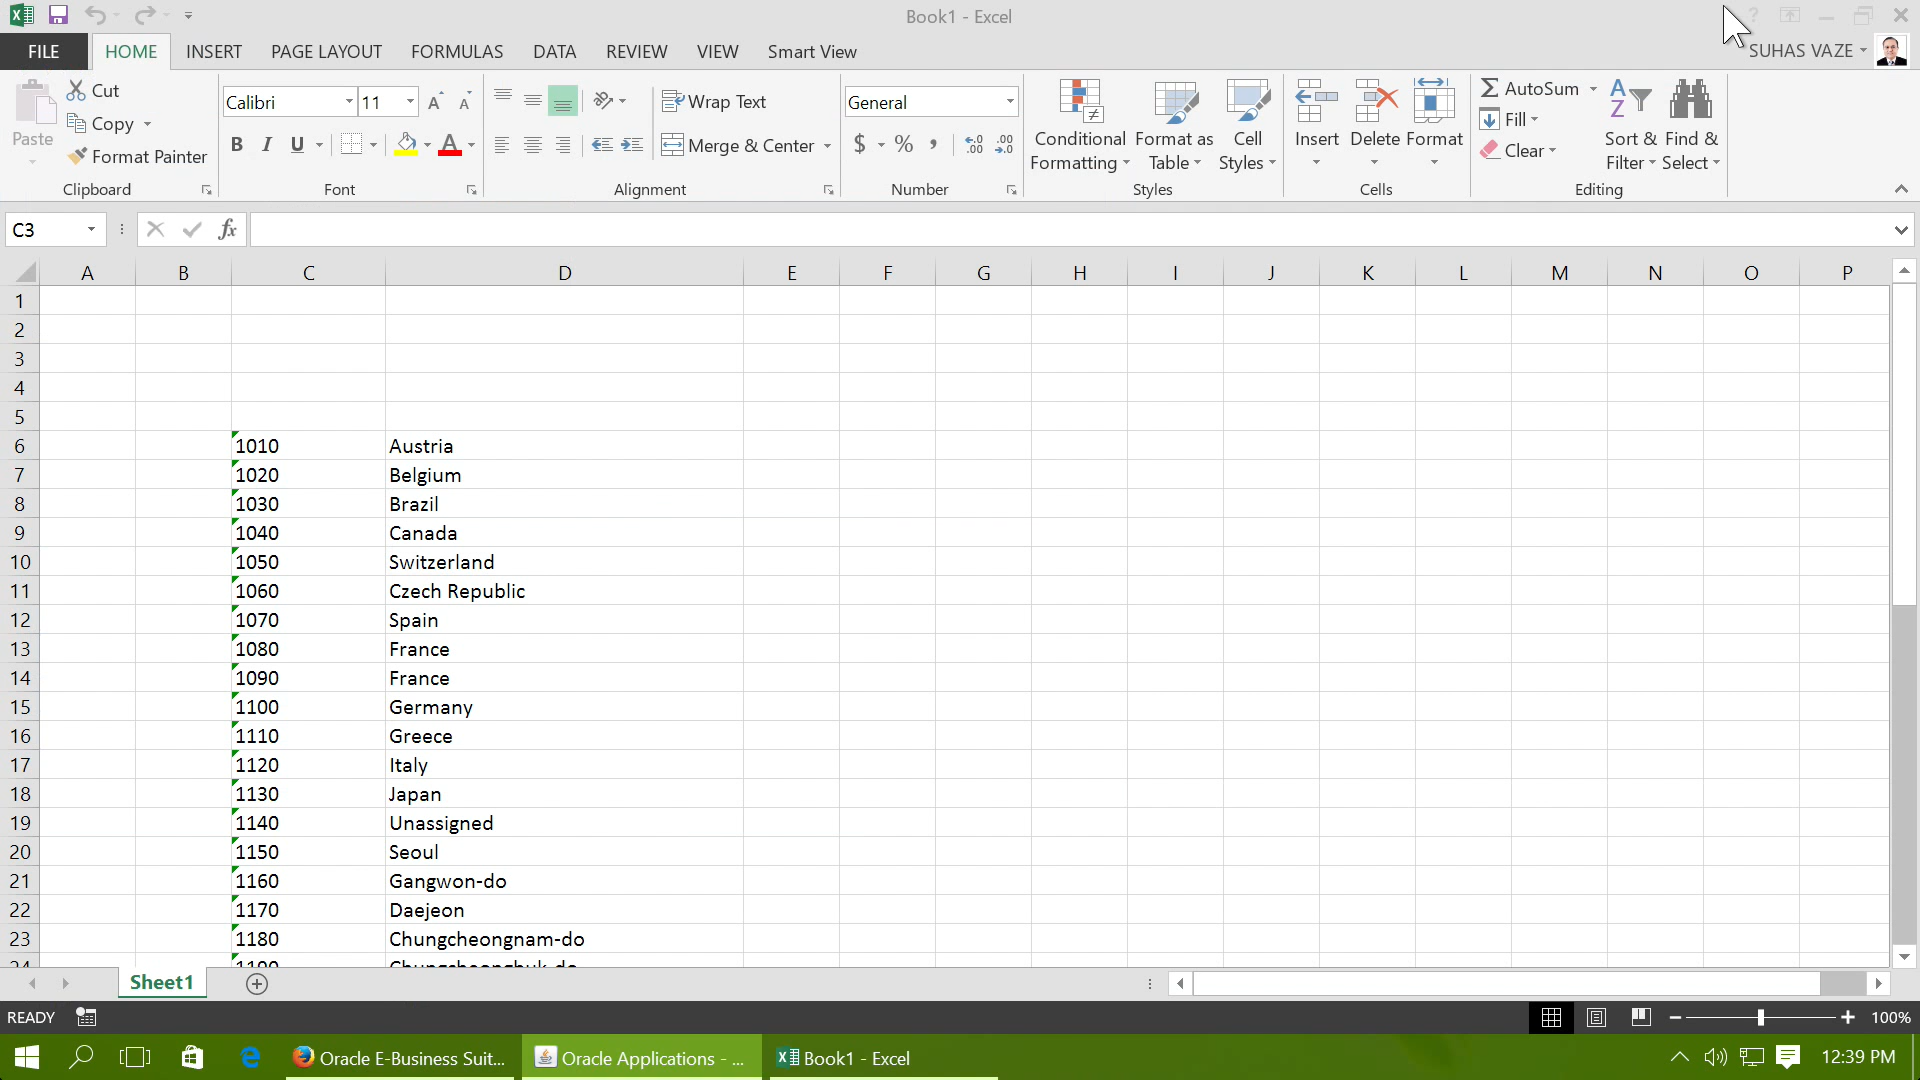 Book1 - Excel
?
FILE HOME INSERT PAGE LAYOUT FORMULAS DATA REVIEW VIEW Smart View SUHAS VAZE
Paste
Cut
Copy
Format Painter
Clipboard
Calibri 11
B I U A
Font
Wrap Text
Merge & Center
Alignment
General
$ % ,
Number
Conditional Formatting
Format as Table
Cell Styles
Styles
Insert
Delete
Format
Cells
AutoSum
Fill
Clear
Sort & Filter
Find & Select
Editing
C3 fx
A B C D E F G H I J K L M N O P
1
2
3
4
5
6 1010 Austria
7 1020 Belgium
8 1030 Brazil
9 1040 Canada
10 1050 Switzerland
11 1060 Czech Republic
12 1070 Spain
13 1080 France
14 1090 France
15 1100 Germany
16 1110 Greece
17 1120 Italy
18 1130 Japan
19 1140 Unassigned
20 1150 Seoul
21 1160 Gangwon-do
22 1170 Daejeon
23 1180 Chungcheongnam-do
24 1190 Chungcheongbuk-do
Sheet1
READY 100%
Oracle E-Business Suit... Oracle Applications - ... Book1 - Excel 12:39 PM